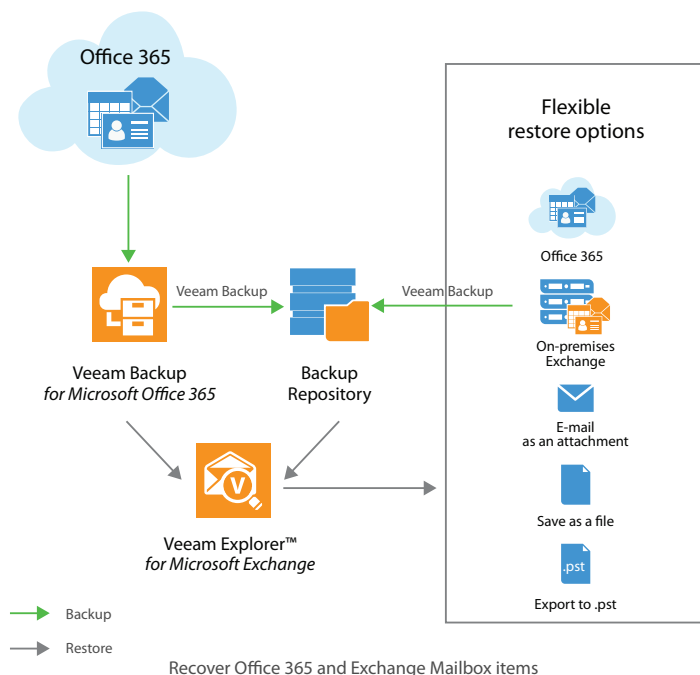 Office 365
Flexible
restore options
Office 365
Veeam Backup
Veeam Backup
On-premises
Exchange
Veeam Backup
for Microsoft Office 365
Backup
Repository
E-mail
as an attachment
V
Save as a file
Veeam Explorer™
for Microsoft Exchange
.pst
Export to .pst
Backup
Restore
Recover Office 365 and Exchange Mailbox items